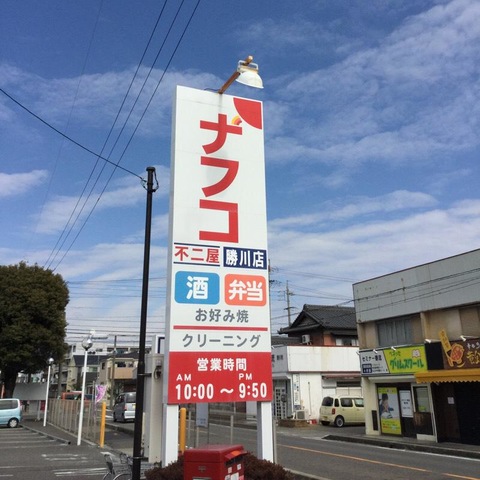 ナフコ
不二屋 勝川店
酒 弁当
お好み焼
クリーニング
営業時間
AM PM
10:00〜9:50